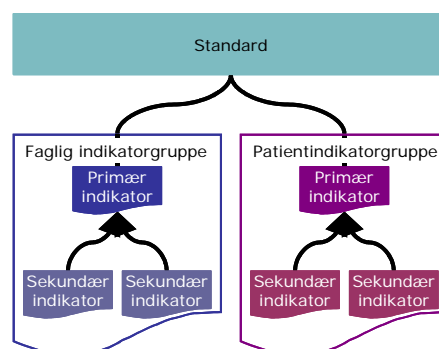 Standard
Faglig indikatorgruppe
Primær
indikator
Sekundær
indikator
Sekundær
indikator
Patientindikatorgruppe
Primær
indikator
Sekundær
indikator
Sekundær
indikator